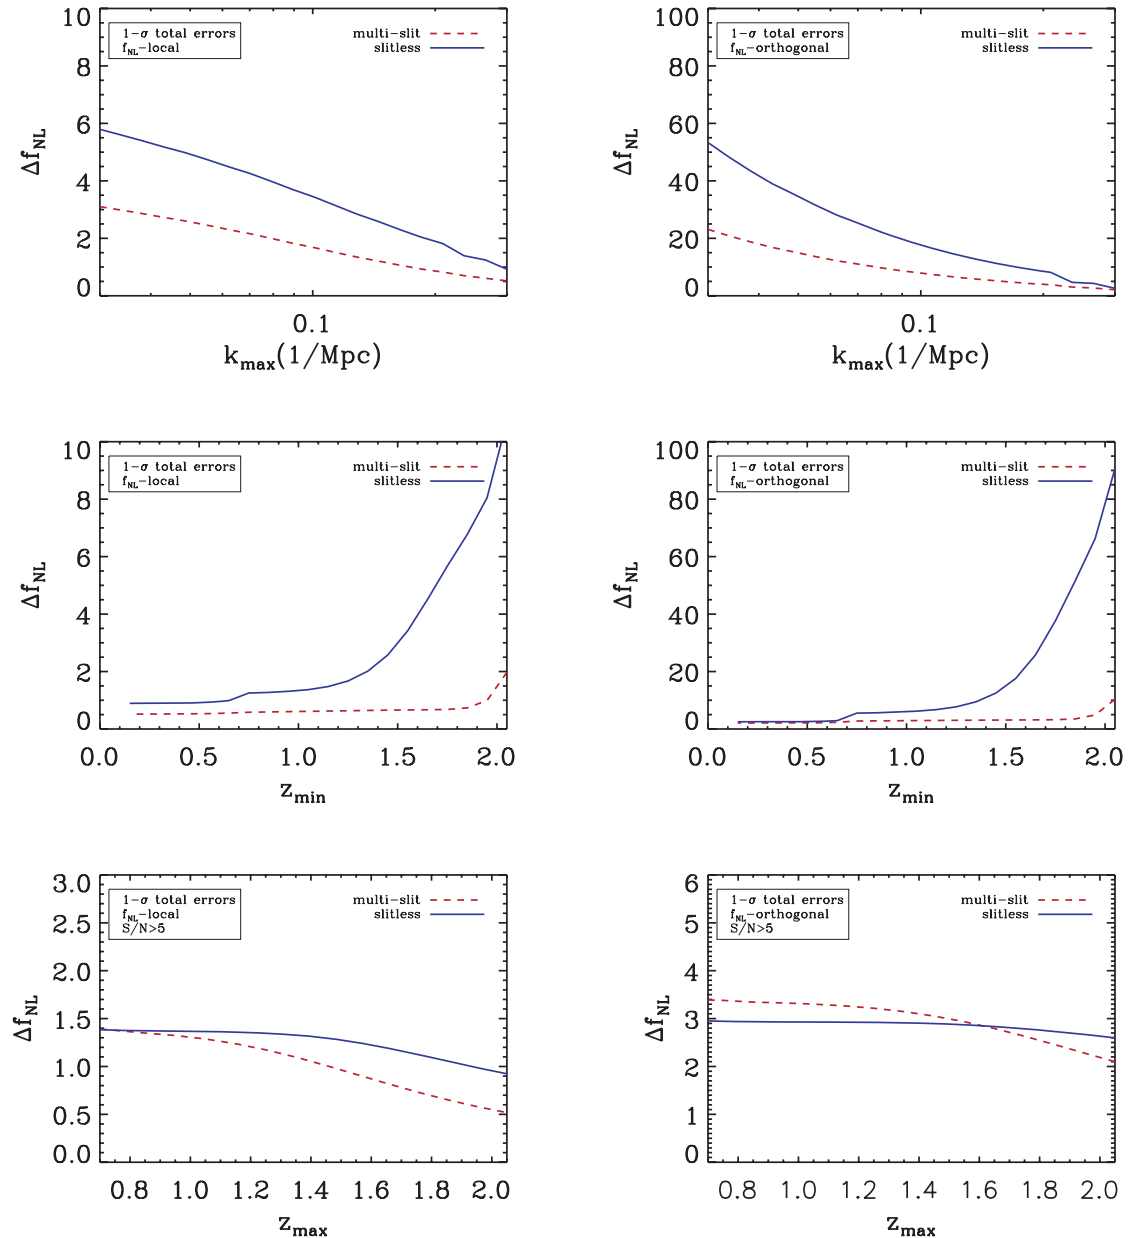 1-σ total errors
f_NL-local
multi-slit
slitless
10
8
6
4
2
0
Δf_NL
0.1
k_max(1/Mpc)
1-σ total errors
f_NL-orthogonal
multi-slit
slitless
100
80
60
40
20
0
Δf_NL
0.1
k_max(1/Mpc)
1-σ total errors
f_NL-local
multi-slit
slitless
10
8
6
4
2
0
Δf_NL
0.0 0.5 1.0 1.5 2.0
z_min
1-σ total errors
f_NL-orthogonal
multi-slit
slitless
100
80
60
40
20
0
Δf_NL
0.0 0.5 1.0 1.5 2.0
z_min
1-σ total errors
f_NL-local
S/N>5
multi-slit
slitless
3.0
2.5
2.0
1.5
1.0
0.5
0.0
Δf_NL
0.8 1.0 1.2 1.4 1.6 1.8 2.0
z_max
1-σ total errors
f_NL-orthogonal
S/N>5
multi-slit
slitless
6
5
4
3
2
1
0
Δf_NL
0.8 1.0 1.2 1.4 1.6 1.8 2.0
z_max